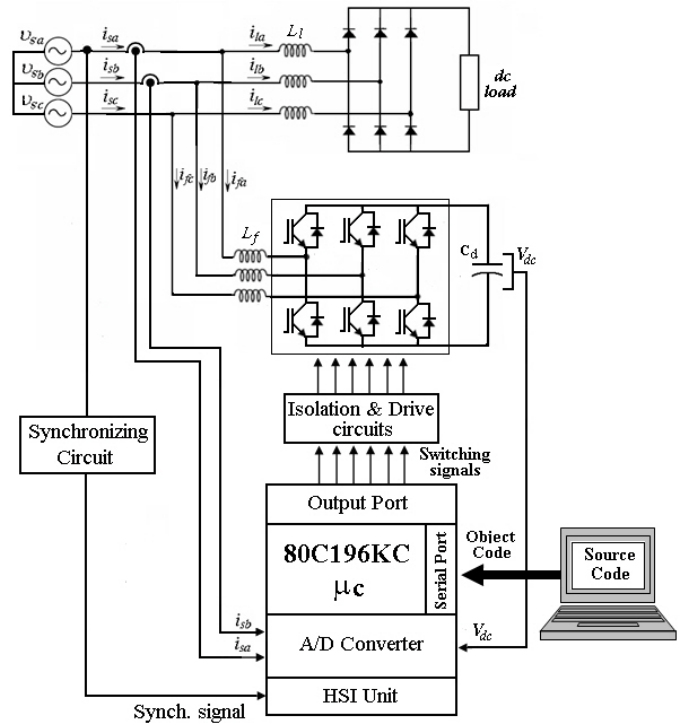 υsa
isa
ila
Ll
υsb
isb
ilb
υsc
isc
ilc
dc
load
ifc
ifb
ifa
Lf
Cd
Vdc
Isolation & Drive
circuits
Synchronizing
Circuit
Switching
signals
Output Port
80C196KC
μc
Serial Port
Object
Code
Source
Code
isb
isa
A/D Converter
Vdc
Synch. signal
HSI Unit